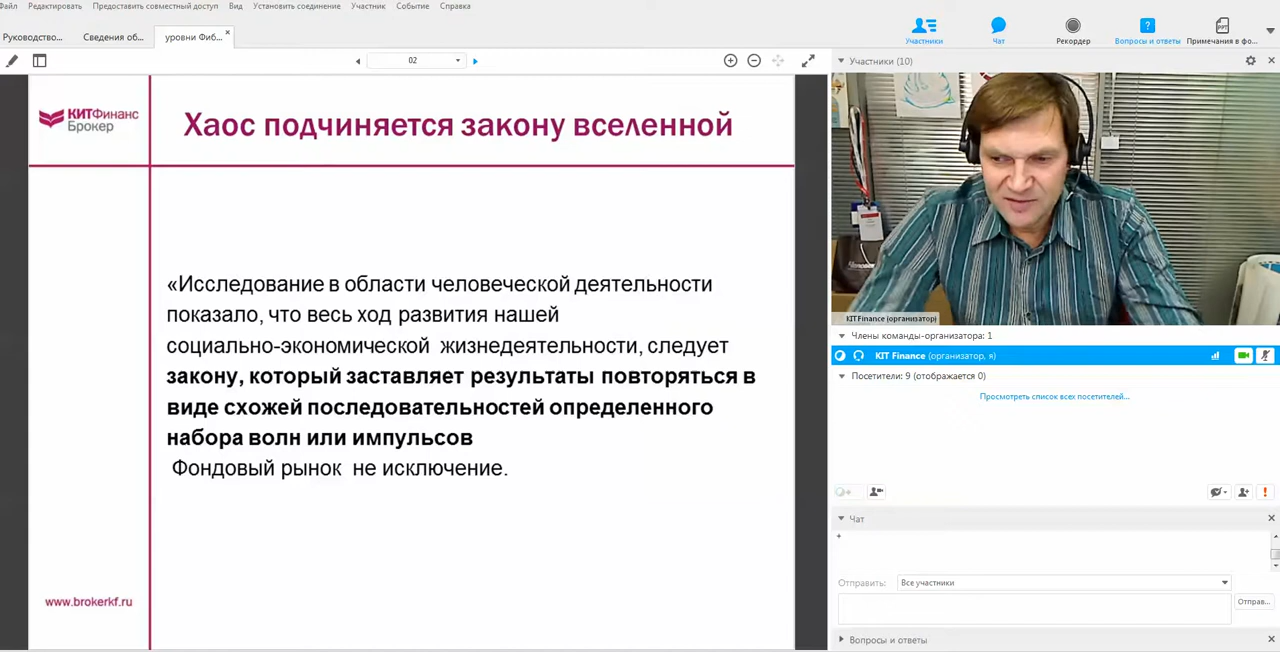 Файл Редактировать Предоставить совместный доступ Вид Установить соединение Участник Событие Справка
Руководство... Сведения об... уровни Фиб...
Участники Чат Рекордер Вопросы и ответы Примечания в фо...
02
Участники (10)
КИТФинанс
Брокер
Хаос подчиняется закону вселенной
«Исследование в области человеческой деятельности
показало, что весь ход развития нашей
социально-экономической жизнедеятельности, следует
закону, который заставляет результаты повторяться в
виде схожей последовательностей определенного
набора волн или импульсов
Фондовый рынок не исключение.
www.brokerkf.ru
KIT Finance (организатор)
Члены команды-организатора: 1
KIT Finance (организатор, я)
Посетители: 9 (отображается 0)
Просмотреть список всех посетителей...
Чат
+
Отправить: Все участники
Отправ...
Вопросы и ответы